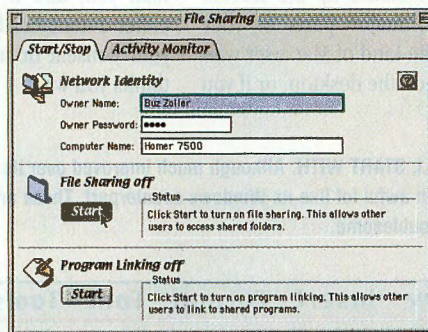 File Sharing
Start/Stop Activity Monitor
Network Identity
Owner Name: Buz Zoller
Owner Password: ••••
Computer Name: Homer 7500
File Sharing off
Start
Status
Click Start to turn on file sharing. This allows other
users to access shared folders.
Program Linking off
Start
Status
Click Start to turn on program linking. This allows other
users to link to shared programs.